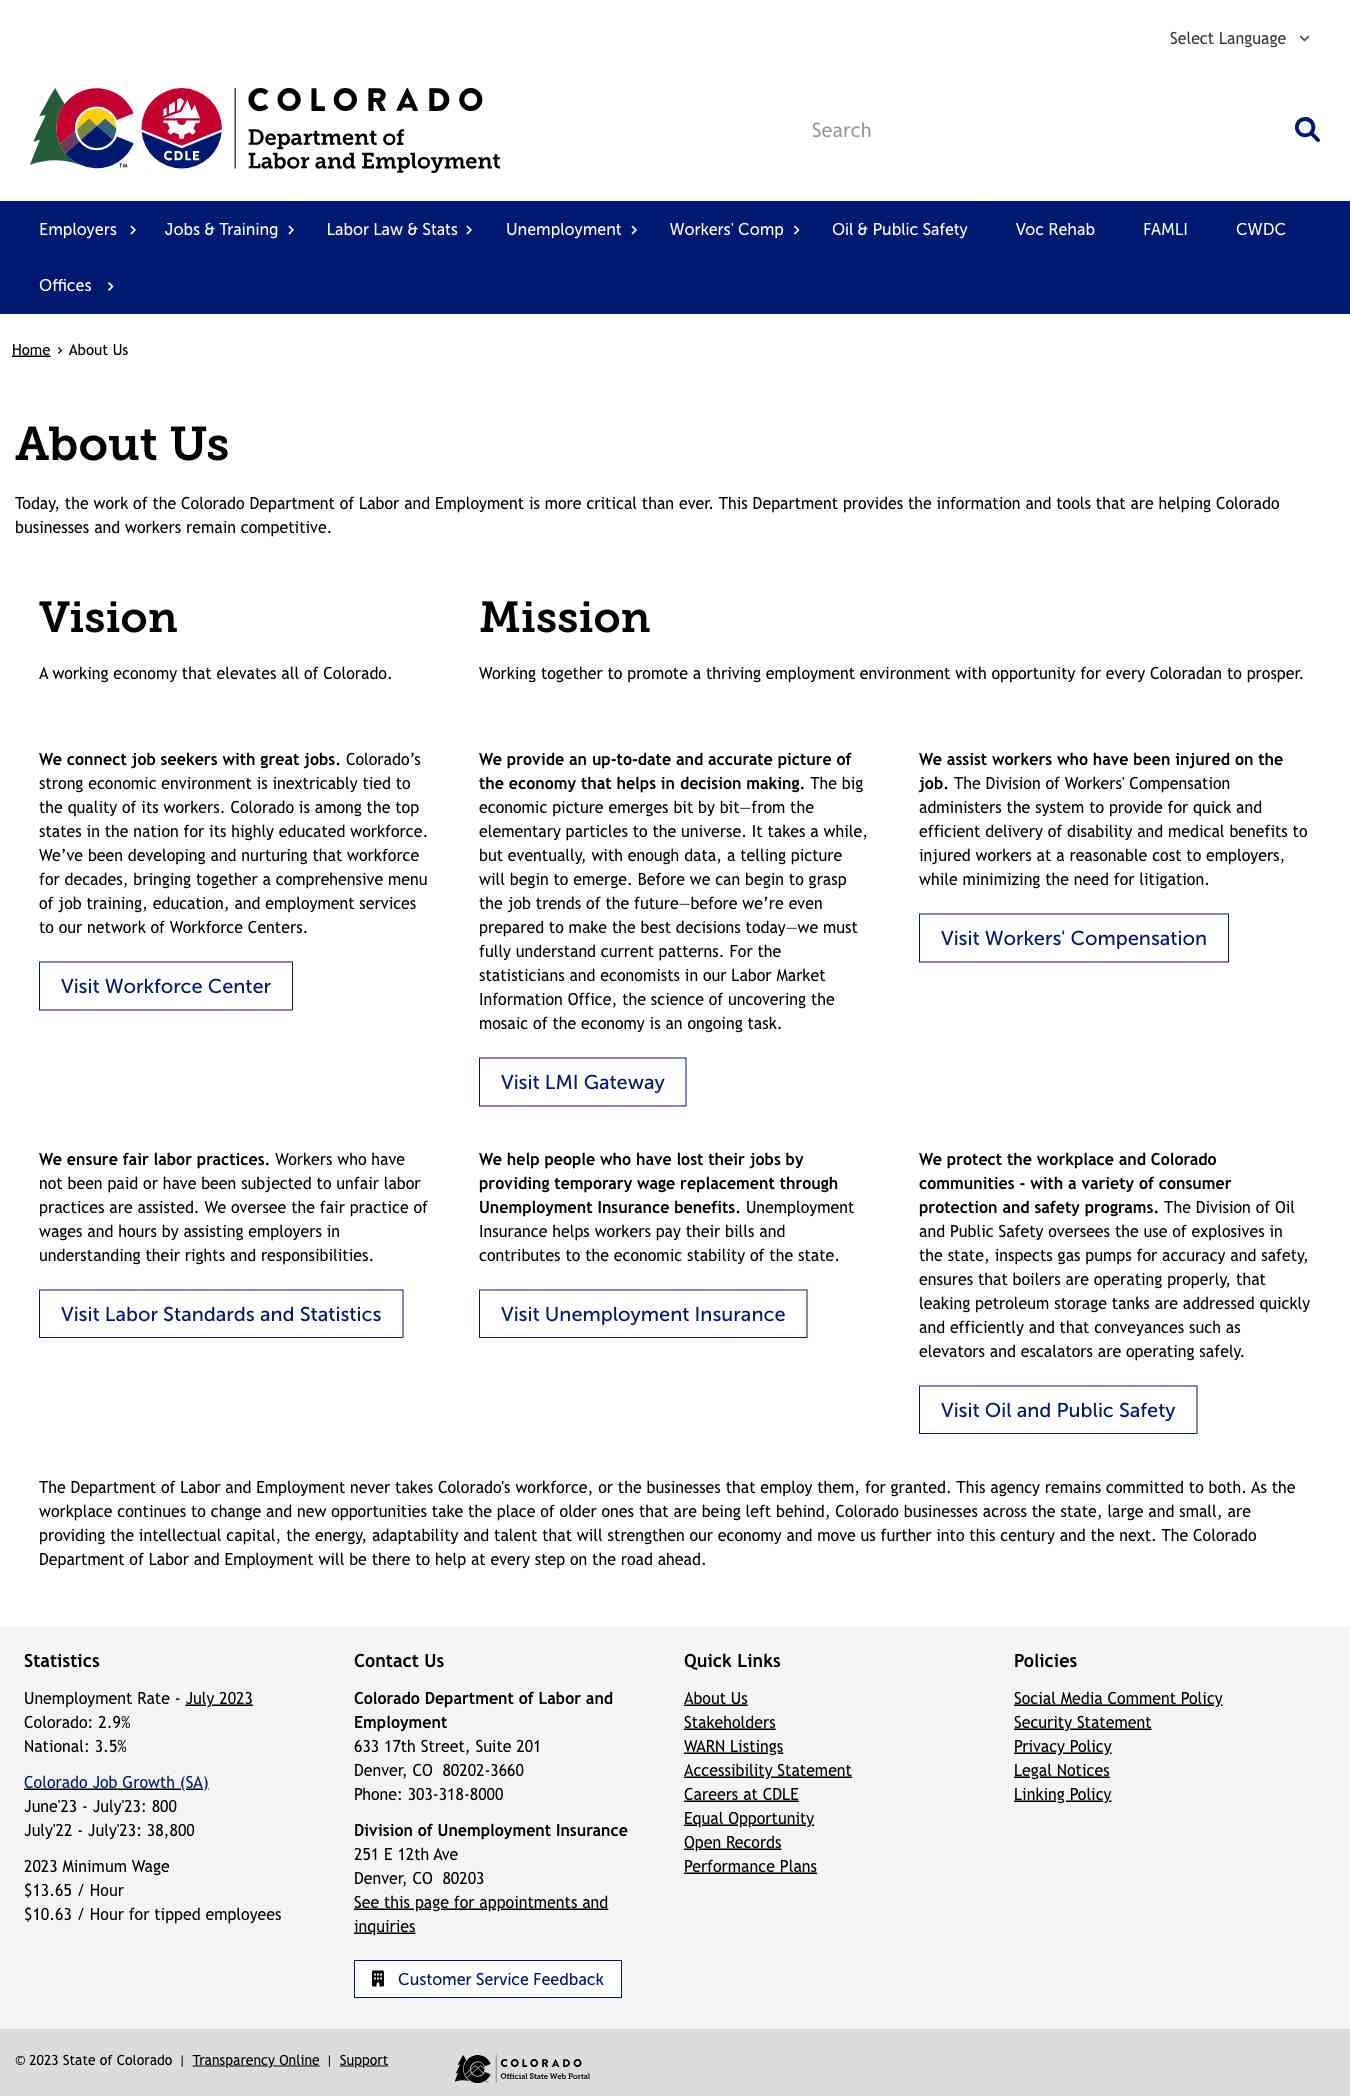 Select Language
CDLE
TM
COLORADO
Department of
Labor and Employment
Search
Employers
Jobs & Training
Labor Law & Stats
Unemployment
Workers' Comp
Oil & Public Safety
Voc Rehab
FAMLI
CWDC
Offices
Home › About Us
About Us
Today, the work of the Colorado Department of Labor and Employment is more critical than ever. This Department provides the information and tools that are helping Colorado
businesses and workers remain competitive.
Vision
A working economy that elevates all of Colorado.
Mission
Working together to promote a thriving employment environment with opportunity for every Coloradan to prosper.
We connect job seekers with great jobs. Colorado’s
strong economic environment is inextricably tied to
the quality of its workers. Colorado is among the top
states in the nation for its highly educated workforce.
We’ve been developing and nurturing that workforce
for decades, bringing together a comprehensive menu
of job training, education, and employment services
to our network of Workforce Centers.
Visit Workforce Center
We provide an up-to-date and accurate picture of
the economy that helps in decision making. The big
economic picture emerges bit by bit—from the
elementary particles to the universe. It takes a while,
but eventually, with enough data, a telling picture
will begin to emerge. Before we can begin to grasp
the job trends of the future—before we’re even
prepared to make the best decisions today—we must
fully understand current patterns. For the
statisticians and economists in our Labor Market
Information Office, the science of uncovering the
mosaic of the economy is an ongoing task.
Visit LMI Gateway
We assist workers who have been injured on the
job. The Division of Workers' Compensation
administers the system to provide for quick and
efficient delivery of disability and medical benefits to
injured workers at a reasonable cost to employers,
while minimizing the need for litigation.
Visit Workers' Compensation
We ensure fair labor practices. Workers who have
not been paid or have been subjected to unfair labor
practices are assisted. We oversee the fair practice of
wages and hours by assisting employers in
understanding their rights and responsibilities.
Visit Labor Standards and Statistics
We help people who have lost their jobs by
providing temporary wage replacement through
Unemployment Insurance benefits. Unemployment
Insurance helps workers pay their bills and
contributes to the economic stability of the state.
Visit Unemployment Insurance
We protect the workplace and Colorado
communities - with a variety of consumer
protection and safety programs. The Division of Oil
and Public Safety oversees the use of explosives in
the state, inspects gas pumps for accuracy and safety,
ensures that boilers are operating properly, that
leaking petroleum storage tanks are addressed quickly
and efficiently and that conveyances such as
elevators and escalators are operating safely.
Visit Oil and Public Safety
The Department of Labor and Employment never takes Colorado's workforce, or the businesses that employ them, for granted. This agency remains committed to both. As the
workplace continues to change and new opportunities take the place of older ones that are being left behind, Colorado businesses across the state, large and small, are
providing the intellectual capital, the energy, adaptability and talent that will strengthen our economy and move us further into this century and the next. The Colorado
Department of Labor and Employment will be there to help at every step on the road ahead.
Statistics
Unemployment Rate - July 2023
Colorado: 2.9%
National: 3.5%
Colorado Job Growth (SA)
June'23 - July'23: 800
July'22 - July'23: 38,800
2023 Minimum Wage
$13.65 / Hour
$10.63 / Hour for tipped employees
Contact Us
Colorado Department of Labor and
Employment
633 17th Street, Suite 201
Denver, CO  80202-3660
Phone: 303-318-8000
Division of Unemployment Insurance
251 E 12th Ave
Denver, CO  80203
See this page for appointments and
inquiries
Customer Service Feedback
Quick Links
About Us
Stakeholders
WARN Listings
Accessibility Statement
Careers at CDLE
Equal Opportunity
Open Records
Performance Plans
Policies
Social Media Comment Policy
Security Statement
Privacy Policy
Legal Notices
Linking Policy
© 2023 State of Colorado | Transparency Online | Support
COLORADO
Official State Web Portal